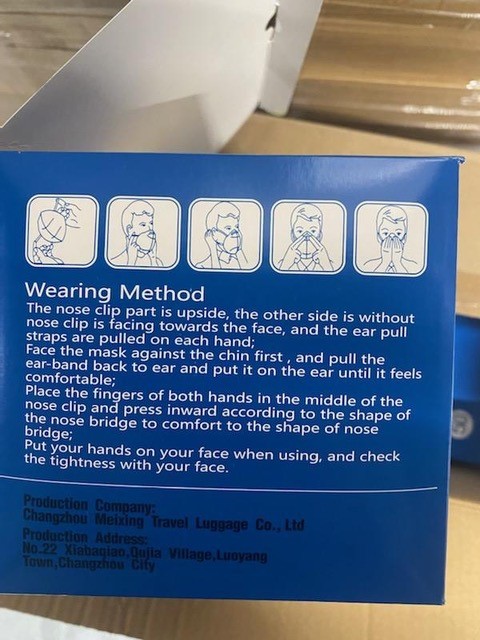 Wearing Method
The nose clip part is upside, the other side is without
nose clip is facing towards the face, and the ear pull
straps are pulled on each hand;
Face the mask against the chin first , and pull the
ear-band back to ear and put it on the ear until it feels
comfortable;
Place the fingers of both hands in the middle of the
nose clip and press inward according to the shape of
the nose bridge to comfort to the shape of nose
bridge;
Put your hands on your face when using, and check
the tightness with your face.
Production Company:
Changzhou Meixing Travel Luggage Co., Ltd
Production Address:
No.22 Xiabaqiao,Qujia Village,Luoyang
Town,Changzhou City